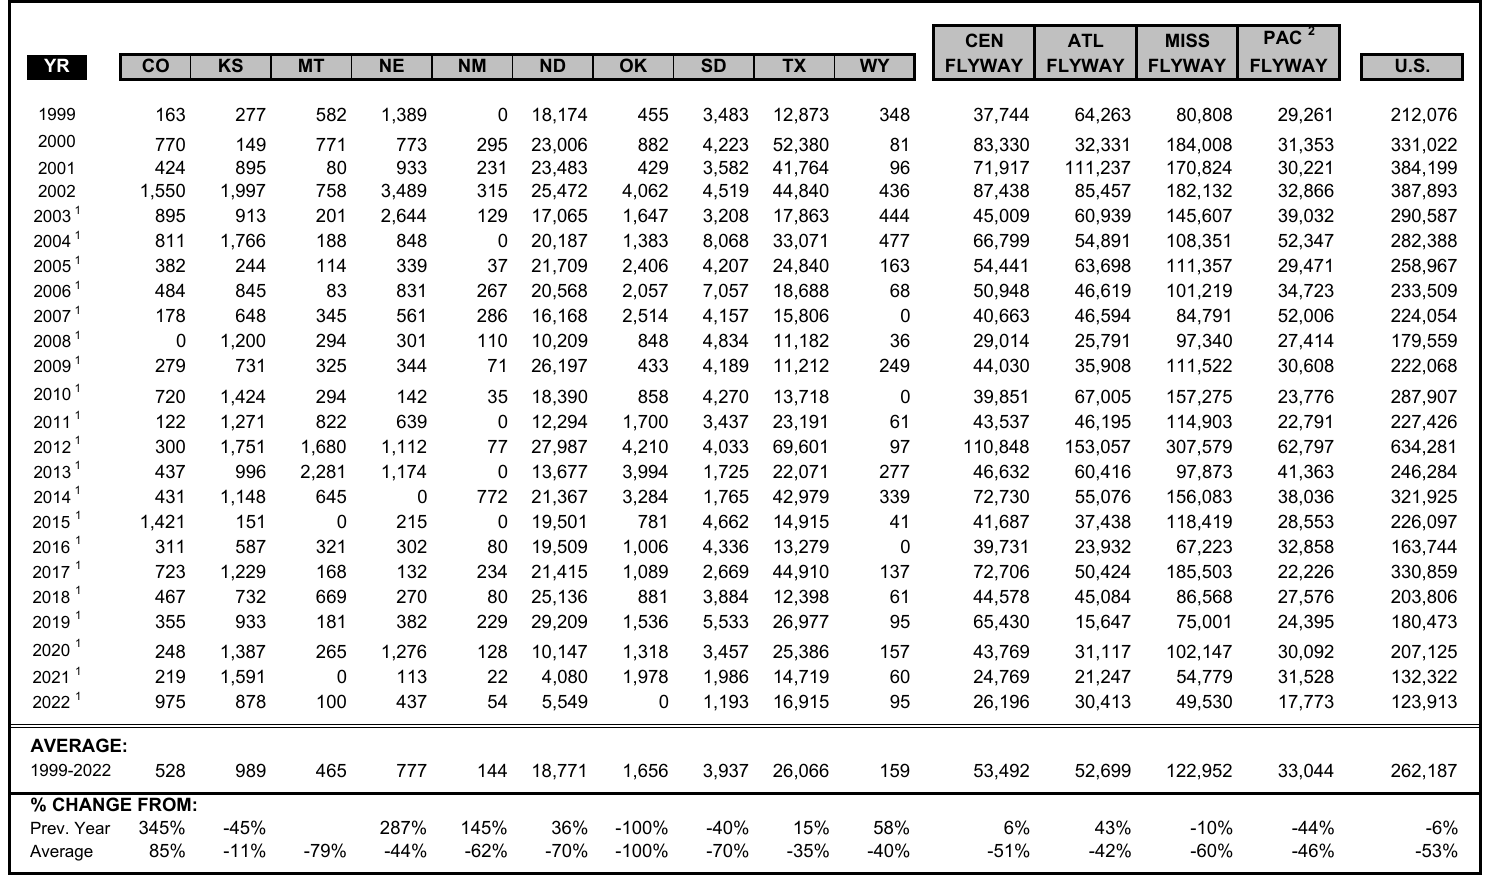 CEN ATL MISS PAC 2
YR CO KS MT NE NM ND OK SD TX WY FLYWAY FLYWAY FLYWAY FLYWAY U.S.
1999 163 277 582 1,389 0 18,174 455 3,483 12,873 348 37,744 64,263 80,808 29,261 212,076
2000 770 149 771 773 295 23,006 882 4,223 52,380 81 83,330 32,331 184,008 31,353 331,022
2001 424 895 80 933 231 23,483 429 3,582 41,764 96 71,917 111,237 170,824 30,221 384,199
2002 1,550 1,997 758 3,489 315 25,472 4,062 4,519 44,840 436 87,438 85,457 182,132 32,866 387,893
2003 1 895 913 201 2,644 129 17,065 1,647 3,208 17,863 444 45,009 60,939 145,607 39,032 290,587
2004 1 811 1,766 188 848 0 20,187 1,383 8,068 33,071 477 66,799 54,891 108,351 52,347 282,388
2005 1 382 244 114 339 37 21,709 2,406 4,207 24,840 163 54,441 63,698 111,357 29,471 258,967
2006 1 484 845 83 831 267 20,568 2,057 7,057 18,688 68 50,948 46,619 101,219 34,723 233,509
2007 1 178 648 345 561 286 16,168 2,514 4,157 15,806 0 40,663 46,594 84,791 52,006 224,054
2008 1 0 1,200 294 301 110 10,209 848 4,834 11,182 36 29,014 25,791 97,340 27,414 179,559
2009 1 279 731 325 344 71 26,197 433 4,189 11,212 249 44,030 35,908 111,522 30,608 222,068
2010 1 720 1,424 294 142 35 18,390 858 4,270 13,718 0 39,851 67,005 157,275 23,776 287,907
2011 1 122 1,271 822 639 0 12,294 1,700 3,437 23,191 61 43,537 46,195 114,903 22,791 227,426
2012 1 300 1,751 1,680 1,112 77 27,987 4,210 4,033 69,601 97 110,848 153,057 307,579 62,797 634,281
2013 1 437 996 2,281 1,174 0 13,677 3,994 1,725 22,071 277 46,632 60,416 97,873 41,363 246,284
2014 1 431 1,148 645 0 772 21,367 3,284 1,765 42,979 339 72,730 55,076 156,083 38,036 321,925
2015 1 1,421 151 0 215 0 19,501 781 4,662 14,915 41 41,687 37,438 118,419 28,553 226,097
2016 1 311 587 321 302 80 19,509 1,006 4,336 13,279 0 39,731 23,932 67,223 32,858 163,744
2017 1 723 1,229 168 132 234 21,415 1,089 2,669 44,910 137 72,706 50,424 185,503 22,226 330,859
2018 1 467 732 669 270 80 25,136 881 3,884 12,398 61 44,578 45,084 86,568 27,576 203,806
2019 1 355 933 181 382 229 29,209 1,536 5,533 26,977 95 65,430 15,647 75,001 24,395 180,473
2020 1 248 1,387 265 1,276 128 10,147 1,318 3,457 25,386 157 43,769 31,117 102,147 30,092 207,125
2021 1 219 1,591 0 113 22 4,080 1,978 1,986 14,719 60 24,769 21,247 54,779 31,528 132,322
2022 1 975 878 100 437 54 5,549 0 1,193 16,915 95 26,196 30,413 49,530 17,773 123,913
AVERAGE:
1999-2022 528 989 465 777 144 18,771 1,656 3,937 26,066 159 53,492 52,699 122,952 33,044 262,187
% CHANGE FROM:
Prev. Year 345% -45% 287% 145% 36% -100% -40% 15% 58% 6% 43% -10% -44% -6%
Average 85% -11% -79% -44% -62% -70% -100% -70% -35% -40% -51% -42% -60% -46% -53%